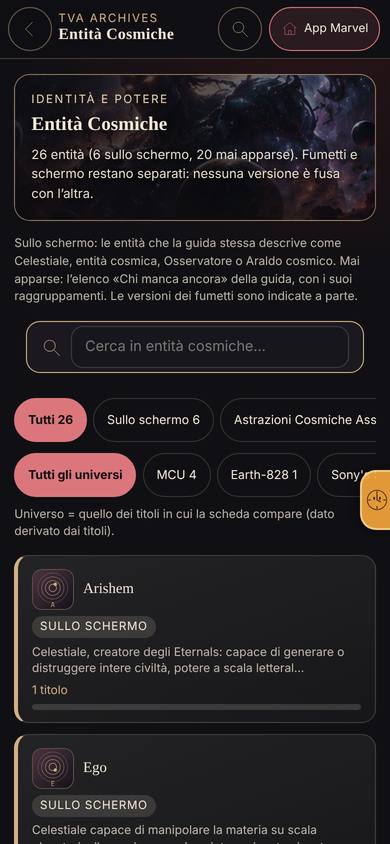 TVA ARCHIVES
Entità Cosmiche
App Marvel
IDENTITÀ E POTERE
Entità Cosmiche
26 entità (6 sullo schermo, 20 mai apparse). Fumetti e
schermo restano separati: nessuna versione è fusa
con l’altra.
Sullo schermo: le entità che la guida stessa descrive come
Celestiale, entità cosmica, Osservatore o Araldo cosmico. Mai
apparse: l’elenco «Chi manca ancora» della guida, con i suoi
raggruppamenti. Le versioni dei fumetti sono indicate a parte.
Cerca in entità cosmiche…
Tutti 26
Sullo schermo 6
Astrazioni Cosmiche Ass
Tutti gli universi
MCU 4
Earth-828 1
Sony's
Universo = quello dei titoli in cui la scheda compare (dato
derivato dai titoli).
A
Arishem
SULLO SCHERMO
Celestiale, creatore degli Eternals: capace di generare o
distruggere intere civiltà, potere a scala letteral…
1 titolo
E
Ego
SULLO SCHERMO
Celestiale capace di manipolare la materia su scala